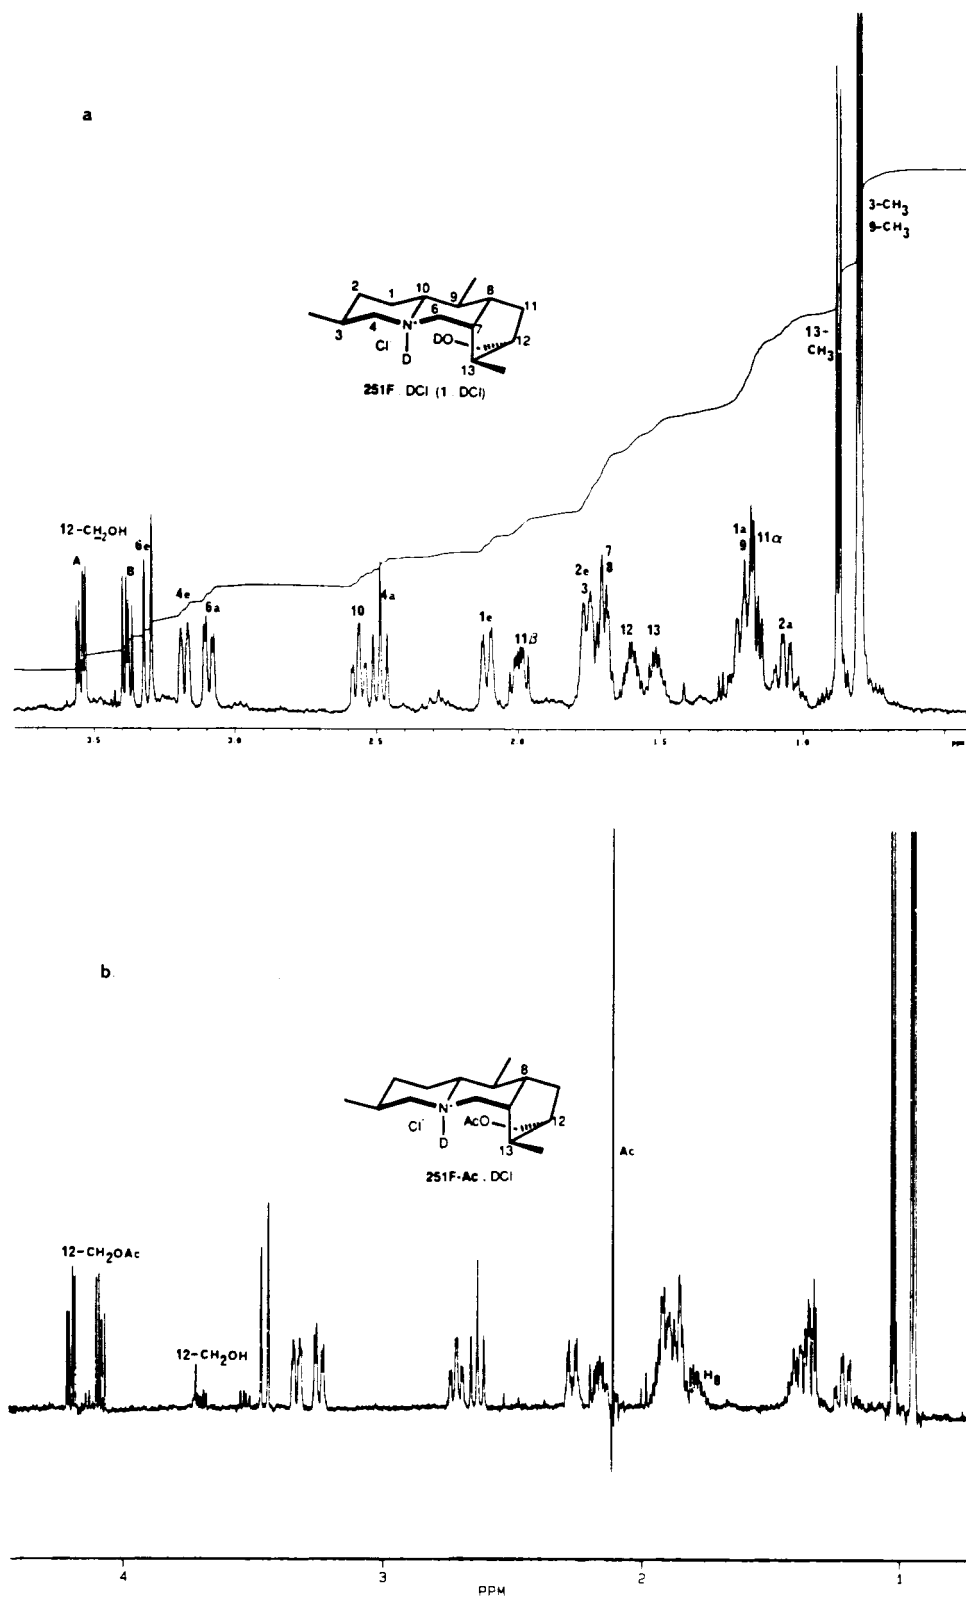 a
3-CH3
9-CH3
2
1
10
9
8
11
6
3
4
N+
7
DO
12
Cl-
D
13
13-
CH3
251F . DCl (1 . DCl)
12-CH2OH
A
B
6e
4e
6a
10
4a
1e
11β
2e
3
7
8
12
13
1a
9
11α
2a
3.5 3.0 2.5 2.0 1.5 1.0 PPM
b
8
N+
Cl-
AcO
12
D
13
251F-Ac . DCl
Ac
12-CH2OAc
12-CH2OH
H8
4 3 2 1
PPM